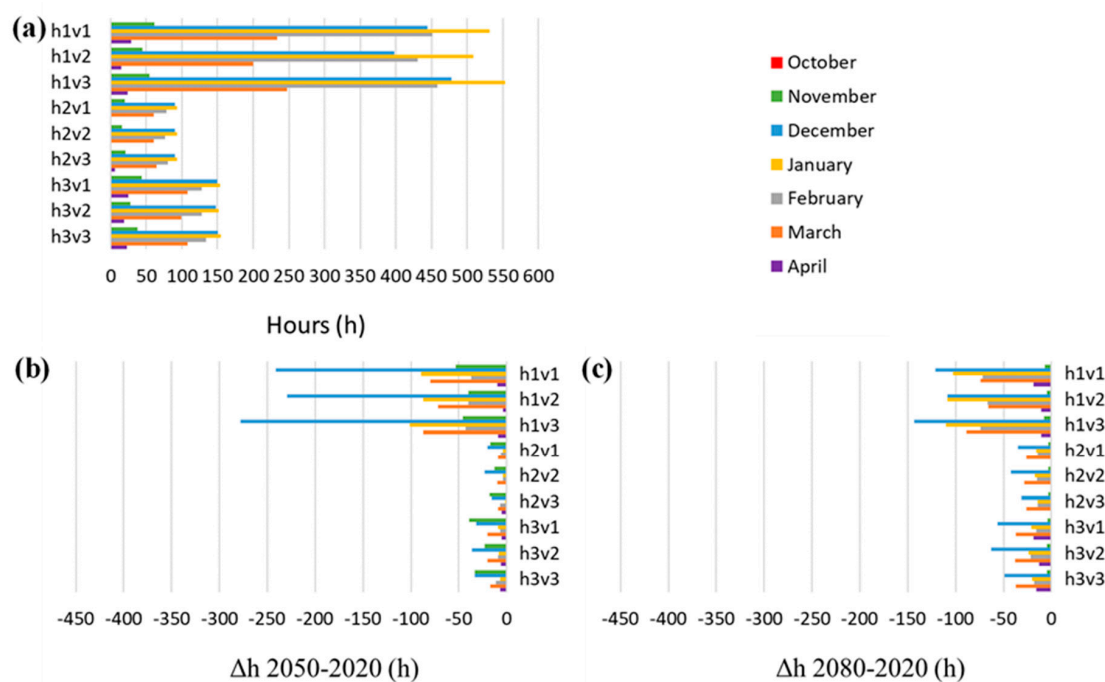 (a)
h1v1
h1v2
h1v3
h2v1
h2v2
h2v3
h3v1
h3v2
h3v3
0 50 100 150 200 250 300 350 400 450 500 550 600
Hours (h)
October
November
December
January
February
March
April
(b)
h1v1
h1v2
h1v3
h2v1
h2v2
h2v3
h3v1
h3v2
h3v3
-450 -400 -350 -300 -250 -200 -150 -100 -50 0
Δh 2050-2020 (h)
(c)
h1v1
h1v2
h1v3
h2v1
h2v2
h2v3
h3v1
h3v2
h3v3
-450 -400 -350 -300 -250 -200 -150 -100 -50 0
Δh 2080-2020 (h)